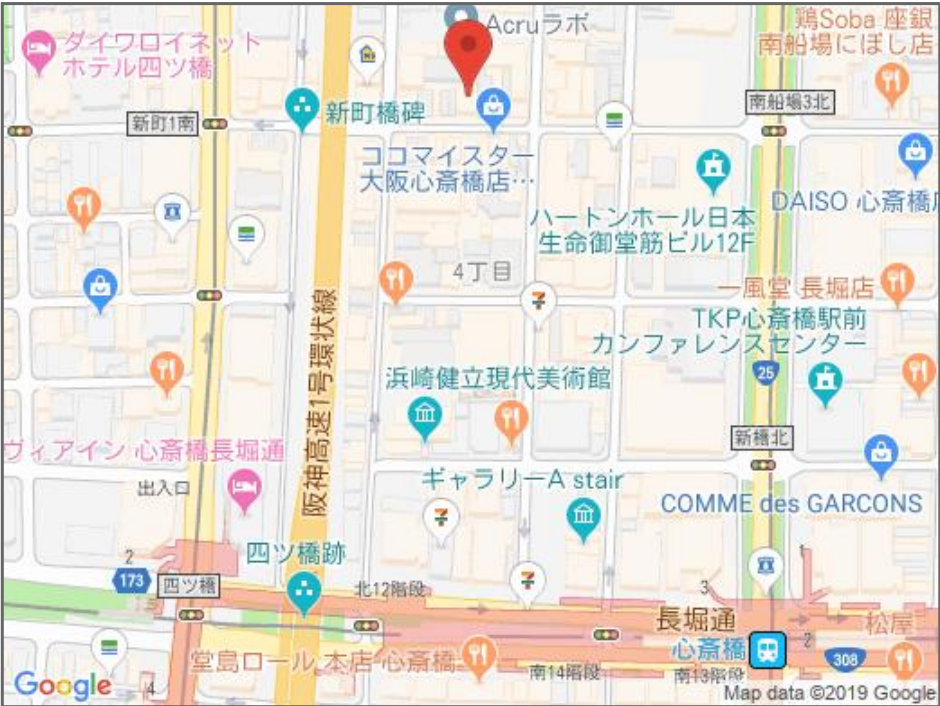 Acruラボ
鶏Soba 座銀
南船場にぼし店
ダイワロイネット
ホテル四ツ橋
南船場3北
新町1南
新町橋碑
ココマイスター
大阪心斎橋店…
DAISO 心斎橋
ハートンホール日本
生命御堂筋ビル12F
4丁目
一風堂 長堀店
阪神高速1号環状線
TKP心斎橋駅前
カンファレンスセンター
25
浜崎健立現代美術館
新橋北
ヴィアイン 心斎橋長堀通
ギャラリーA stair
出入口
COMME des GARCONS
四ツ橋跡
2
1
173
四ツ橋
北12階段
3
長堀通
松屋
心斎橋
2
308
堂島ロール 本店 心斎橋
南14階段
南13階段
4
Google
Map data ©2019 Google